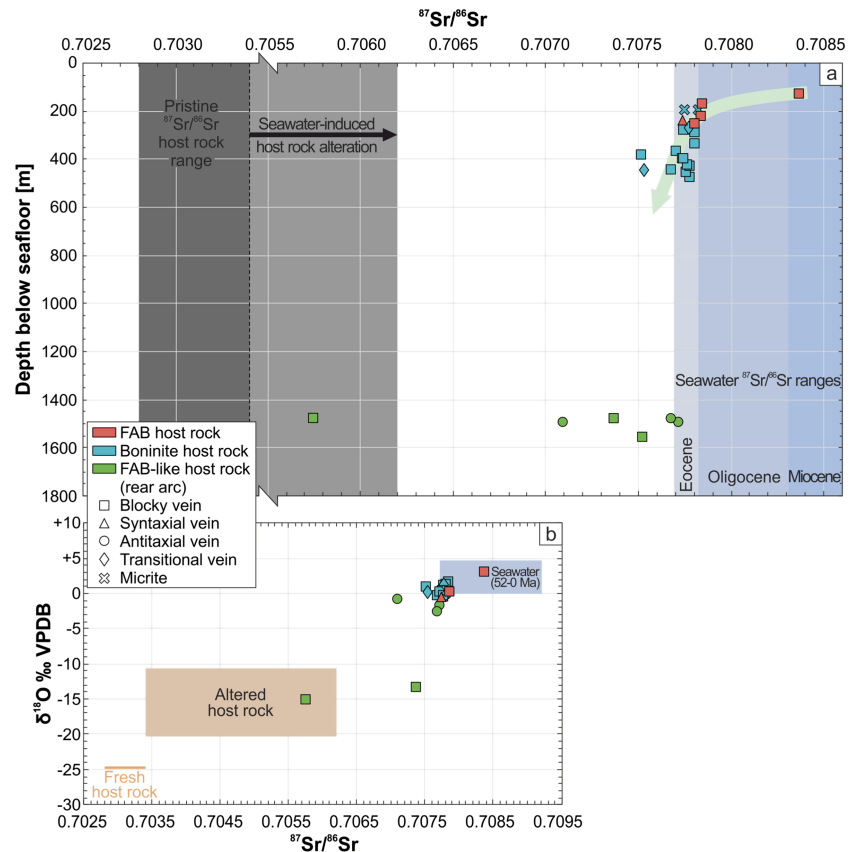 ⁸⁷Sr/⁸⁶Sr
0.7025 0.7030 0.7055 0.7060 0.7065 0.7070 0.7075 0.7080 0.7085
a
Depth below seafloor [m]
0
200
400
600
800
1000
1200
1400
1600
1800
Pristine
⁸⁷Sr/⁸⁶Sr
host rock
range
Seawater-induced
host rock alteration
Seawater ⁸⁷Sr/⁸⁶Sr ranges
Eocene
Oligocene
Miocene
FAB host rock
Boninite host rock
FAB-like host rock
(rear arc)
Blocky vein
Syntaxial vein
Antitaxial vein
Transitional vein
Micrite
b
δ¹⁸O ‰ VPDB
+10
+5
0
-5
-10
-15
-20
-25
-30
Seawater
(52-0 Ma)
Altered
host rock
Fresh
host rock
0.7025 0.7035 0.7045 0.7055 0.7065 0.7075 0.7085 0.7095
⁸⁷Sr/⁸⁶Sr